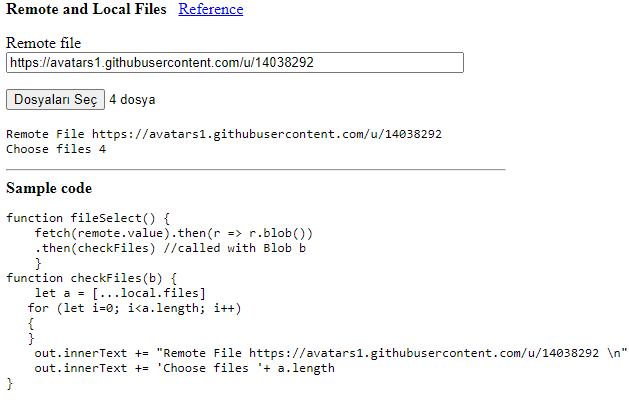 Remote and Local Files Reference
Remote file
https://avatars1.githubusercontent.com/u/14038292
Dosyaları Seç 4 dosya
Remote File https://avatars1.githubusercontent.com/u/14038292
Choose files 4
Sample code
function fileSelect() {
    fetch(remote.value).then(r => r.blob())
    .then(checkFiles) //called with Blob b
    }
function checkFiles(b) {
    let a = [...local.files]
   for (let i=0; i<a.length; i++)
   {
   }
    out.innerText += "Remote File https://avatars1.githubusercontent.com/u/14038292 \n"
    out.innerText += 'Choose files '+ a.length
}